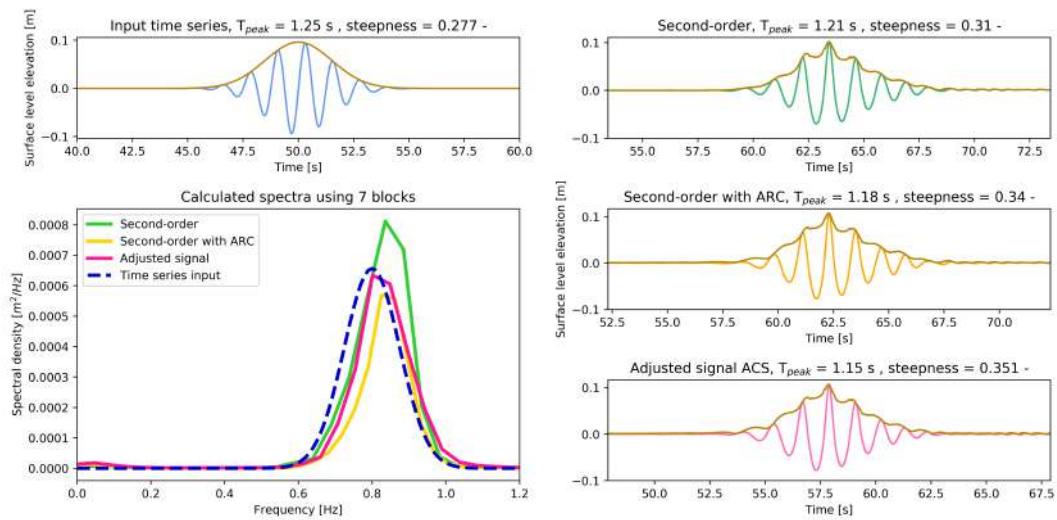 Input time series, T_peak = 1.25 s , steepness = 0.277 -
Surface level elevation [m]
0.1
0.0
−0.1
40.0 42.5 45.0 47.5 50.0 52.5 55.0 57.5 60.0
Time [s]
Second-order, T_peak = 1.21 s , steepness = 0.31 -
0.1
0.0
−0.1
55.0 57.5 60.0 62.5 65.0 67.5 70.0 72.5
Time [s]
Calculated spectra using 7 blocks
Second-order
Second-order with ARC
Adjusted signal
Time series input
Spectral density [m²/Hz]
0.0008
0.0007
0.0006
0.0005
0.0004
0.0003
0.0002
0.0001
0.0000
0.0 0.2 0.4 0.6 0.8 1.0 1.2
Frequency [Hz]
Second-order with ARC, T_peak = 1.18 s , steepness = 0.34 -
Surface level elevation [m]
0.1
0.0
−0.1
52.5 55.0 57.5 60.0 62.5 65.0 67.5 70.0
Time [s]
Adjusted signal ACS, T_peak = 1.15 s , steepness = 0.351 -
0.1
0.0
−0.1
50.0 52.5 55.0 57.5 60.0 62.5 65.0 67.5
Time [s]